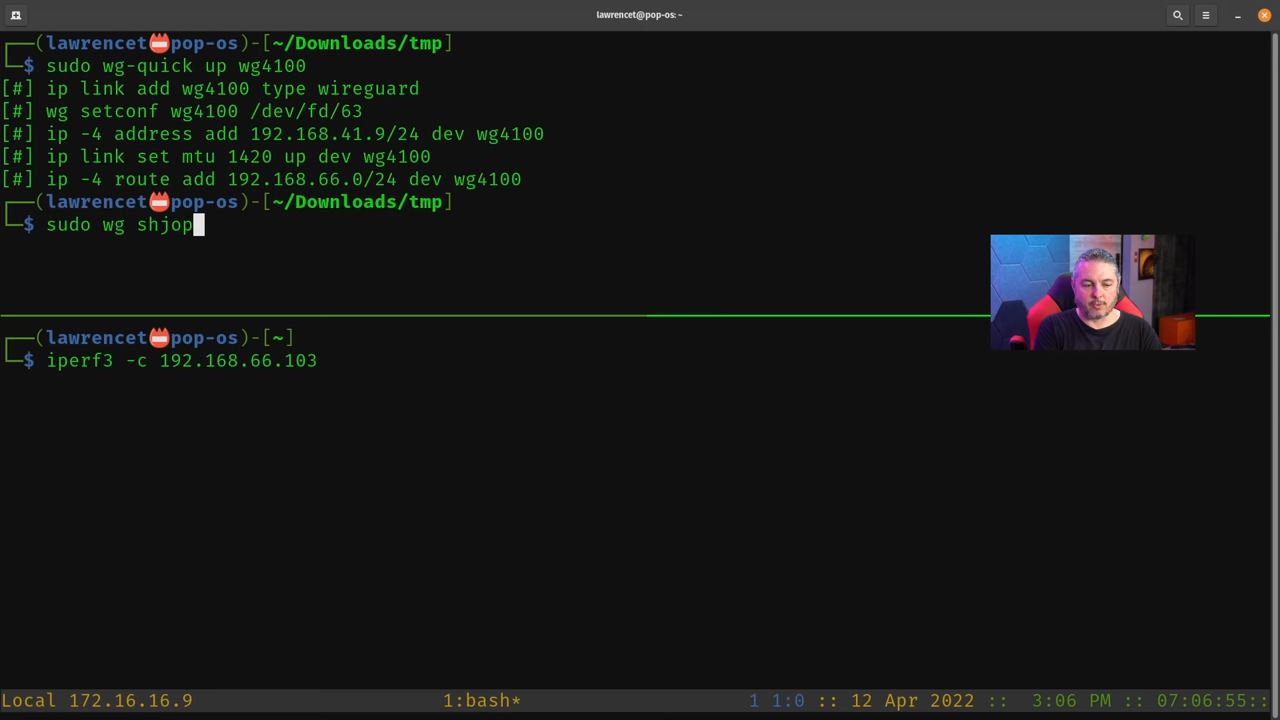 lawrencet@pop-os: ~
┌──(lawrencet📛pop-os)-[~/Downloads/tmp]
└─$ sudo wg-quick up wg4100
[#] ip link add wg4100 type wireguard
[#] wg setconf wg4100 /dev/fd/63
[#] ip -4 address add 192.168.41.9/24 dev wg4100
[#] ip link set mtu 1420 up dev wg4100
[#] ip -4 route add 192.168.66.0/24 dev wg4100
┌──(lawrencet📛pop-os)-[~/Downloads/tmp]
└─$ sudo wg shjop
┌──(lawrencet📛pop-os)-[~]
└─$ iperf3 -c 192.168.66.103
Local 172.16.16.9 1:bash* 1 1:0 :: 12 Apr 2022 :: 3:06 PM :: 07:06:55::